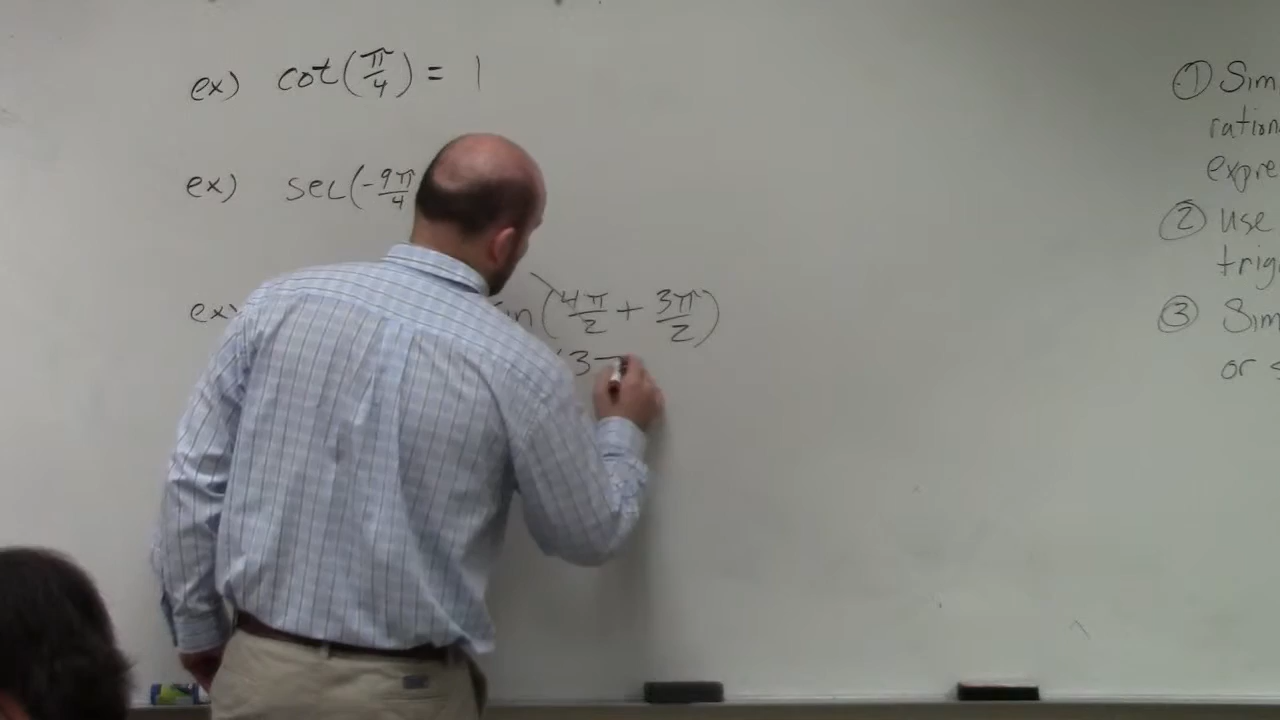 ex) cot(π/4) = 1
ex) sec(-9π/4
ex) in(4π/2 + 3π/2)
(3
① Sim
ration
expre
② use
trig
③ Sim
or